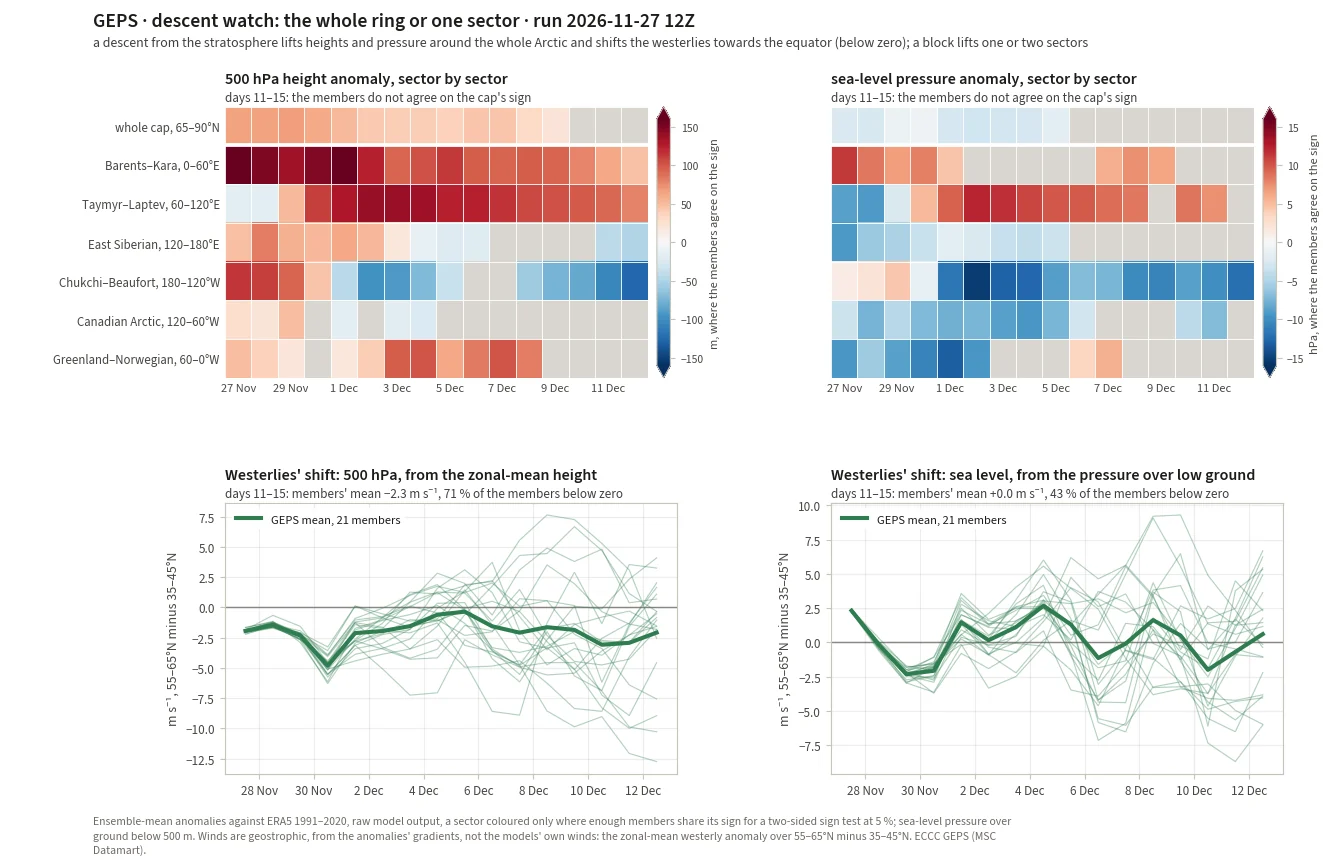 GEPS · descent watch: the whole ring or one sector · run 2026-11-27 12Z
a descent from the stratosphere lifts heights and pressure around the whole Arctic and shifts the westerlies towards the equator (below zero); a block lifts one or two sectors
500 hPa height anomaly, sector by sector
days 11–15: the members do not agree on the cap's sign
whole cap, 65–90°N
Barents–Kara, 0–60°E
Taymyr–Laptev, 60–120°E
East Siberian, 120–180°E
Chukchi–Beaufort, 180–120°W
Canadian Arctic, 120–60°W
Greenland–Norwegian, 60–0°W
27 Nov 29 Nov 1 Dec 3 Dec 5 Dec 7 Dec 9 Dec 11 Dec
150
100
50
0
−50
−100
−150
m, where the members agree on the sign
sea-level pressure anomaly, sector by sector
days 11–15: the members do not agree on the cap's sign
27 Nov 29 Nov 1 Dec 3 Dec 5 Dec 7 Dec 9 Dec 11 Dec
15
10
5
0
−5
−10
−15
hPa, where the members agree on the sign
Westerlies' shift: 500 hPa, from the zonal-mean height
days 11–15: members' mean −2.3 m s⁻¹, 71 % of the members below zero
GEPS mean, 21 members
7.5
5.0
2.5
0.0
−2.5
−5.0
−7.5
−10.0
−12.5
m s⁻¹, 55–65°N minus 35–45°N
28 Nov 30 Nov 2 Dec 4 Dec 6 Dec 8 Dec 10 Dec 12 Dec
Westerlies' shift: sea level, from the pressure over low ground
days 11–15: members' mean +0.0 m s⁻¹, 43 % of the members below zero
GEPS mean, 21 members
10.0
7.5
5.0
2.5
0.0
−2.5
−5.0
−7.5
m s⁻¹, 55–65°N minus 35–45°N
28 Nov 30 Nov 2 Dec 4 Dec 6 Dec 8 Dec 10 Dec 12 Dec
Ensemble-mean anomalies against ERA5 1991–2020, raw model output, a sector coloured only where enough members share its sign for a two-sided sign test at 5 %; sea-level pressure over
ground below 500 m. Winds are geostrophic, from the anomalies' gradients, not the models' own winds: the zonal-mean westerly anomaly over 55–65°N minus 35–45°N. ECCC GEPS (MSC
Datamart).